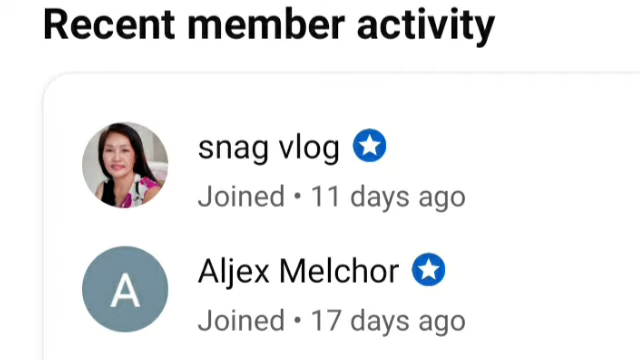 Recent member activity
snag vlog
Joined • 11 days ago
A
Aljex Melchor
Joined • 17 days ago